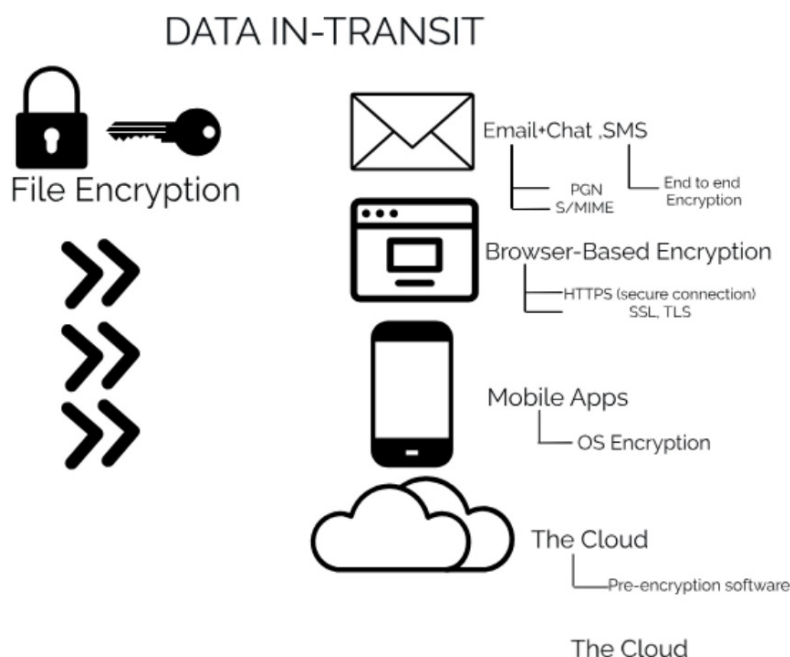 DATA IN-TRANSIT
File Encryption
Email+Chat ,SMS
PGN
S/MIME
End to end
Encryption
Browser-Based Encryption
HTTPS (secure connection)
SSL, TLS
Mobile Apps
OS Encryption
The Cloud
Pre-encryption software
The Cloud